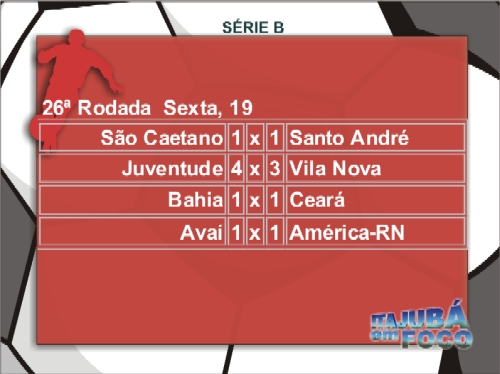 SÉRIE B
26ª Rodada Sexta, 19
São Caetano 1 x 1 Santo André
Juventude 4 x 3 Vila Nova
Bahia 1 x 1 Ceará
Avaí 1 x 1 América-RN
ITAJUBÁ
em FOCO